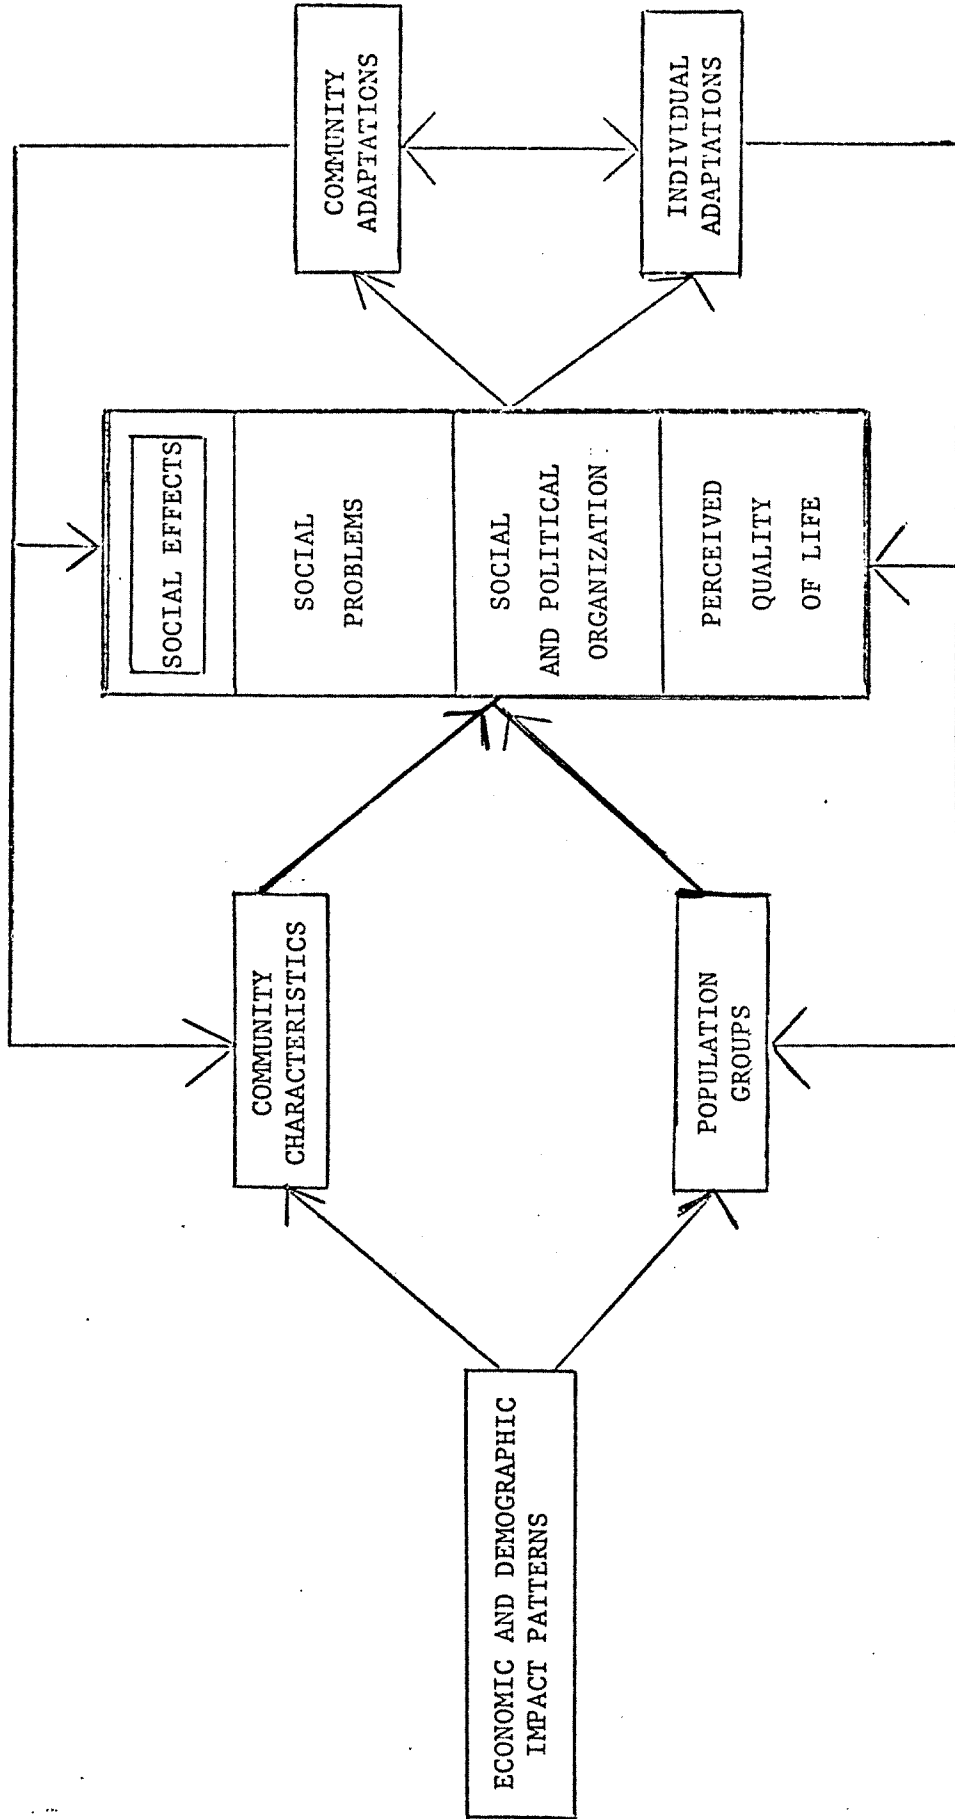 ECONOMIC AND DEMOGRAPHIC
IMPACT PATTERNS
COMMUNITY
CHARACTERISTICS
POPULATION
GROUPS
SOCIAL EFFECTS
SOCIAL
PROBLEMS
SOCIAL
AND POLITICAL
ORGANIZATION
PERCEIVED
QUALITY
OF LIFE
COMMUNITY
ADAPTATIONS
INDIVIDUAL
ADAPTATIONS